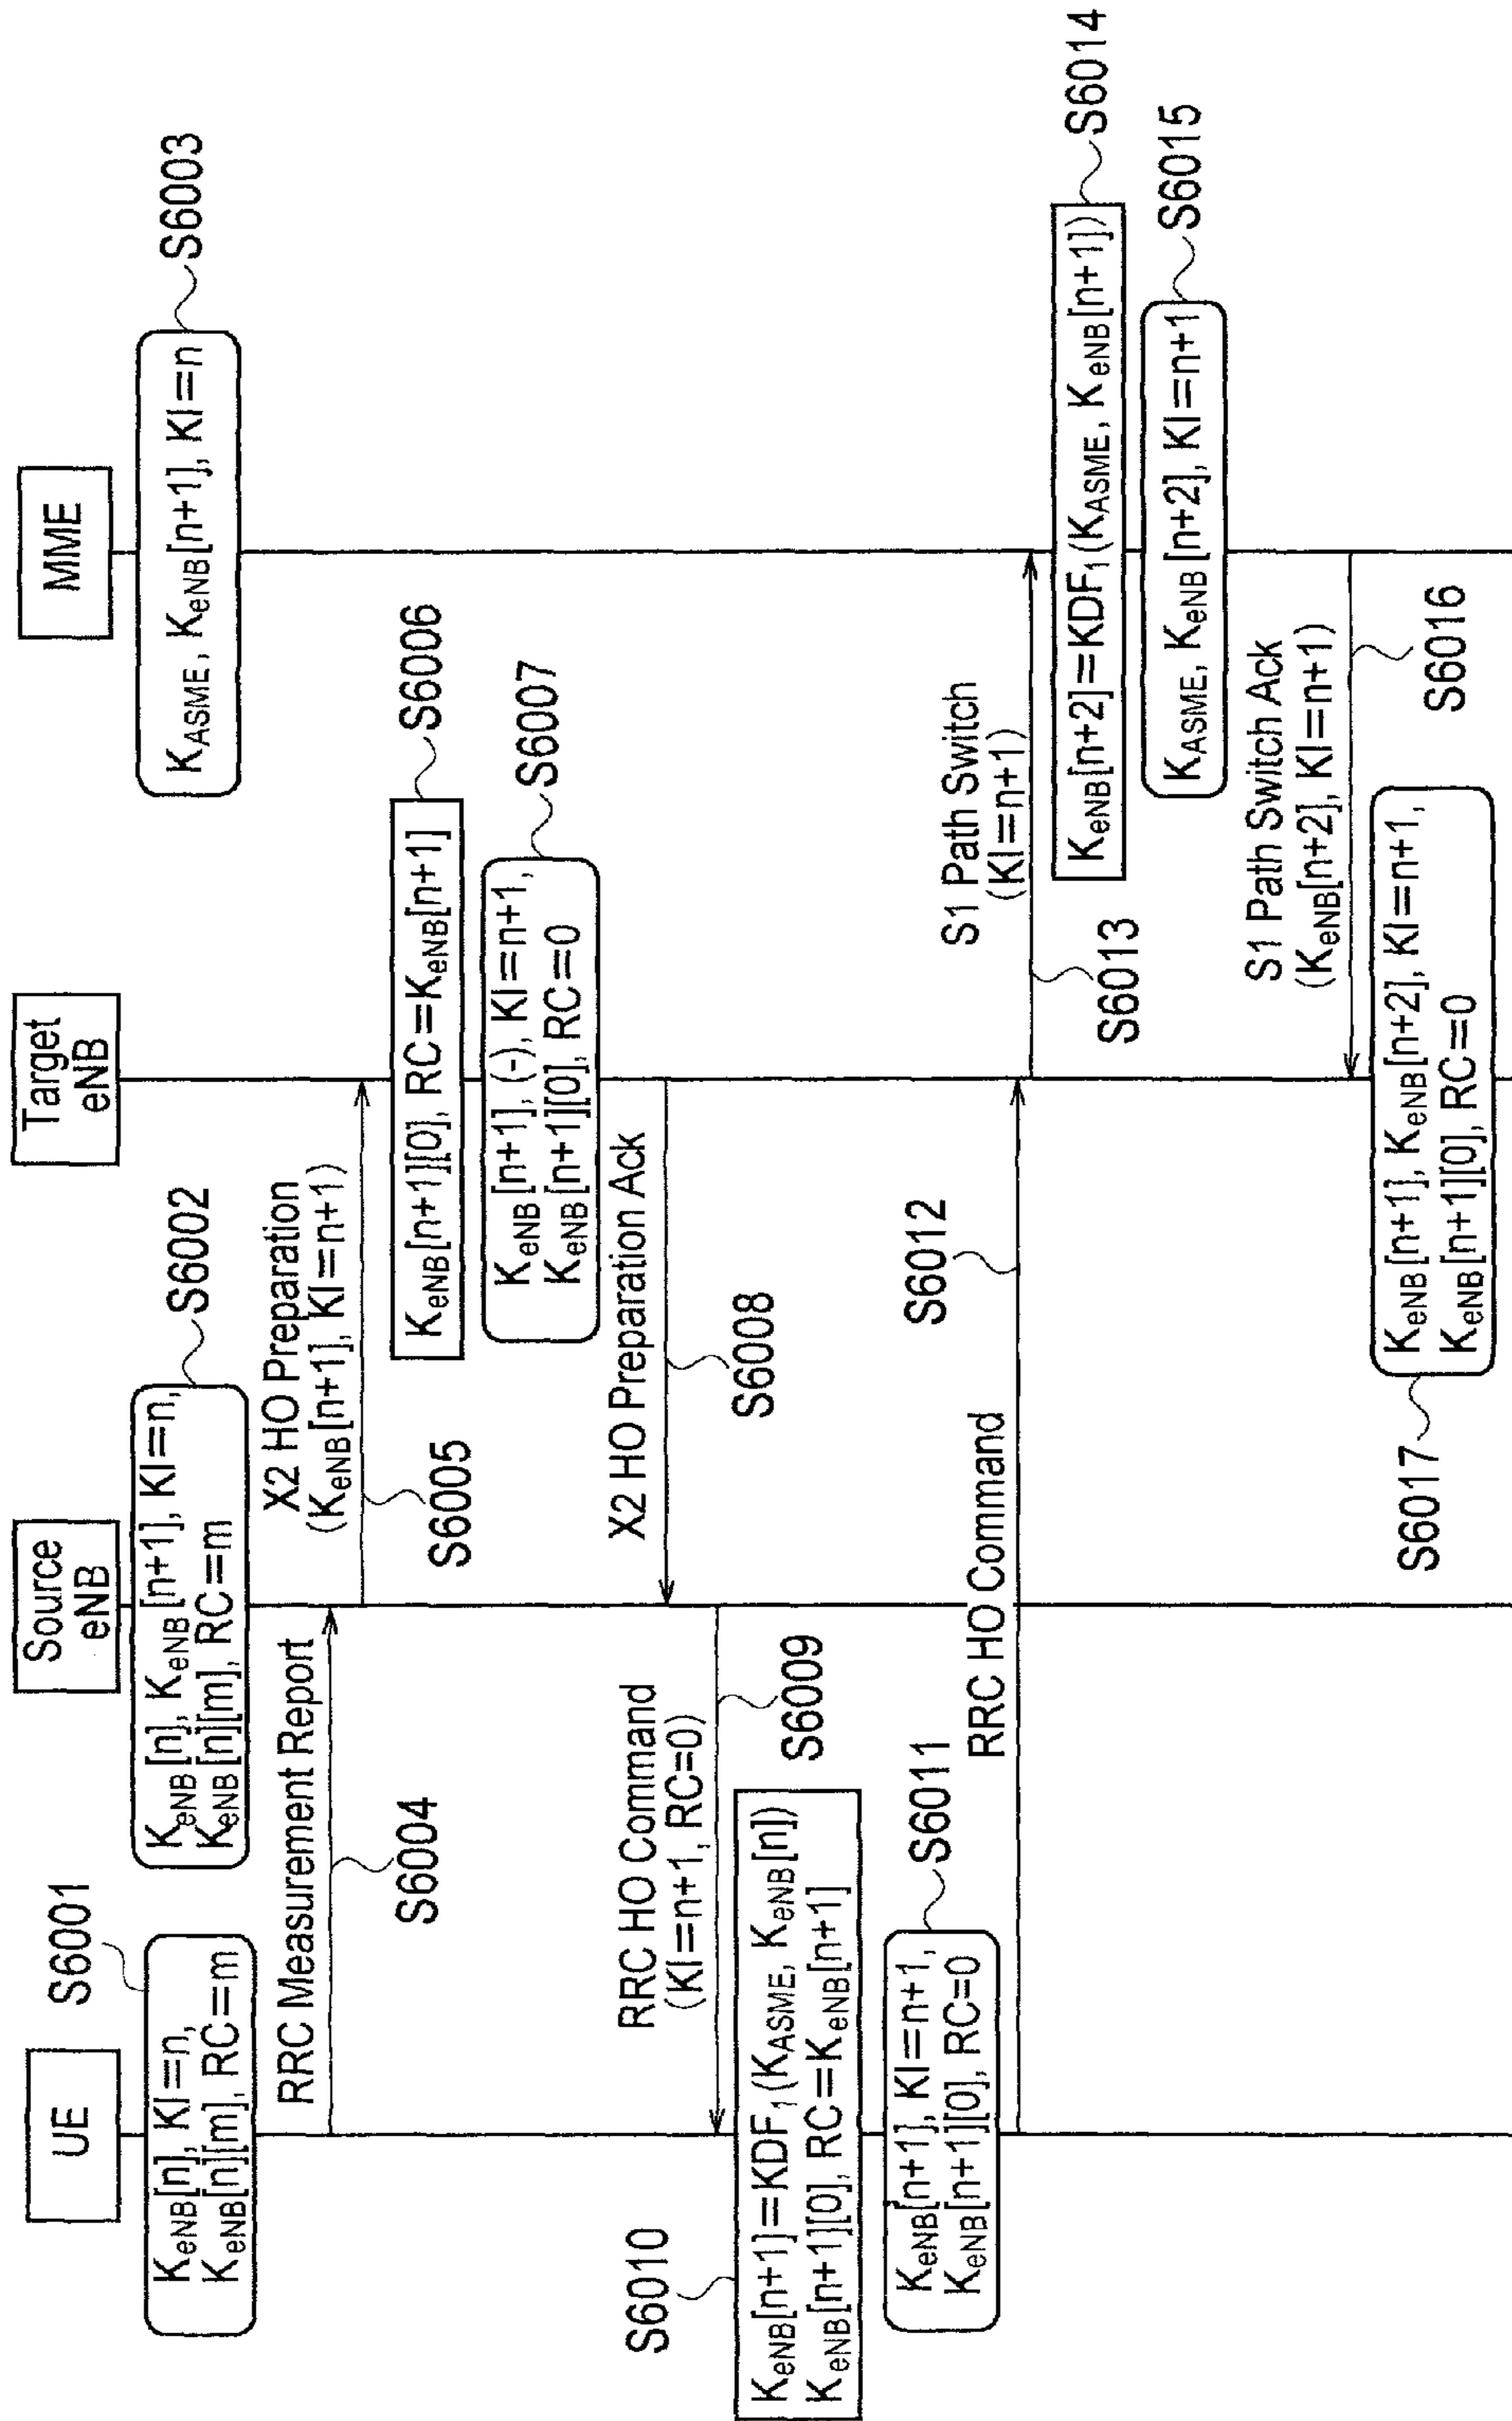 UE
Source
eNB
Target
eNB
MME
S6001
KeNB[n], KI=n,
KeNB[n][m], RC=m
KeNB[n], KeNB[n+1], KI=n,
KeNB[n][m], RC=m
S6002
KASME, KeNB[n+1], KI=n
S6003
RRC Measurement Report
S6004
X2 HO Preparation
(KeNB[n+1], KI=n+1)
S6005
KeNB[n+1][0], RC=KeNB[n+1]
S6006
KeNB[n+1], (-), KI=n+1,
KeNB[n+1][0], RC=0
S6007
X2 HO Preparation Ack
S6008
RRC HO Command
(KI=n+1, RC=0)
S6009
S6010
KeNB[n+1]=KDF1(KASME, KeNB[n])
KeNB[n+1][0], RC=KeNB[n+1]
KeNB[n+1], KI=n+1,
KeNB[n+1][0], RC=0
S6011
RRC HO Command
S6012
S1 Path Switch
(KI=n+1)
S6013
KeNB[n+2]=KDF1(KASME, KeNB[n+1])
S6014
KASME, KeNB[n+2], KI=n+1
S6015
S1 Path Switch Ack
(KeNB[n+2], KI=n+1)
S6016
KeNB[n+1], KeNB[n+2], KI=n+1,
KeNB[n+1][0], RC=0
S6017